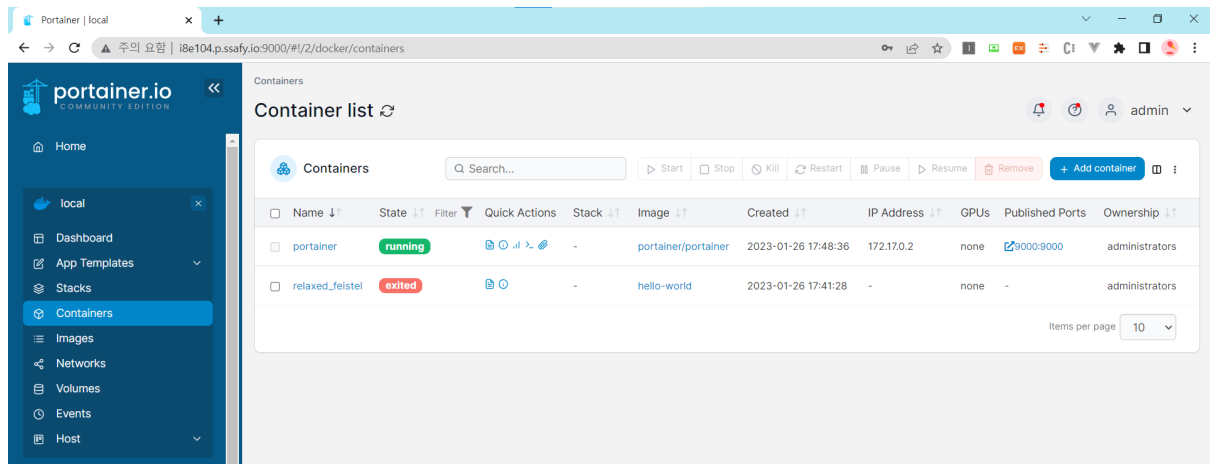 Portainer | local
주의 요함 | i8e104.p.ssafy.io:9000/#!/2/docker/containers
portainer.io
COMMUNITY EDITION
Home
local
Dashboard
App Templates
Stacks
Containers
Images
Networks
Volumes
Events
Host
Containers
Container list
admin
Containers Search... Start Stop Kill Restart Pause Resume Remove + Add container
Name State Filter Quick Actions Stack Image Created IP Address GPUs Published Ports Ownership
portainer running - portainer/portainer 2023-01-26 17:48:36 172.17.0.2 none 9000:9000 administrators
relaxed_feistel exited - hello-world 2023-01-26 17:41:28 - none - administrators
Items per page 10